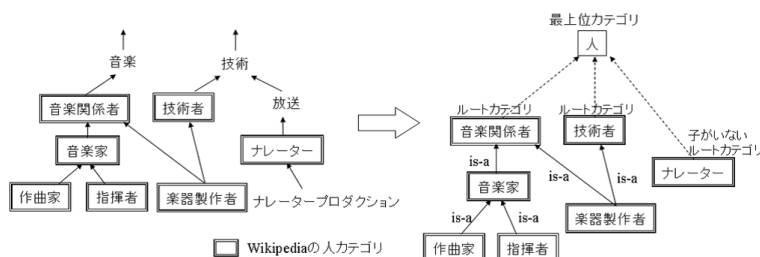 音楽
技術
音楽関係者
技術者
放送
音楽家
ナレーター
作曲家
指揮者
楽器製作者
ナレータープロダクション
Wikipediaの人カテゴリ
最上位カテゴリ
人
ルートカテゴリ
ルートカテゴリ
音楽関係者
技術者
子がいない
ルートカテゴリ
ナレーター
is-a
is-a
is-a
音楽家
is-a
is-a
楽器製作者
作曲家
指揮者